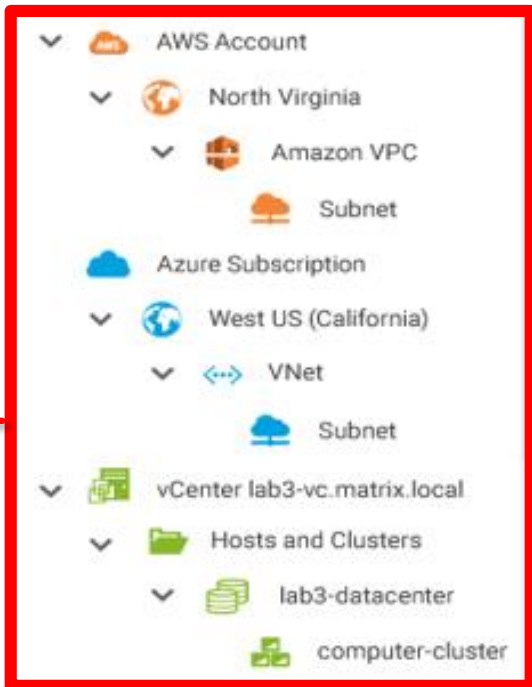 AWS AWS Account
North Virginia
Amazon VPC
Subnet
Azure Subscription
West US (California)
VNet
Subnet
vCenter lab3-vc.matrix.local
Hosts and Clusters
lab3-datacenter
computer-cluster